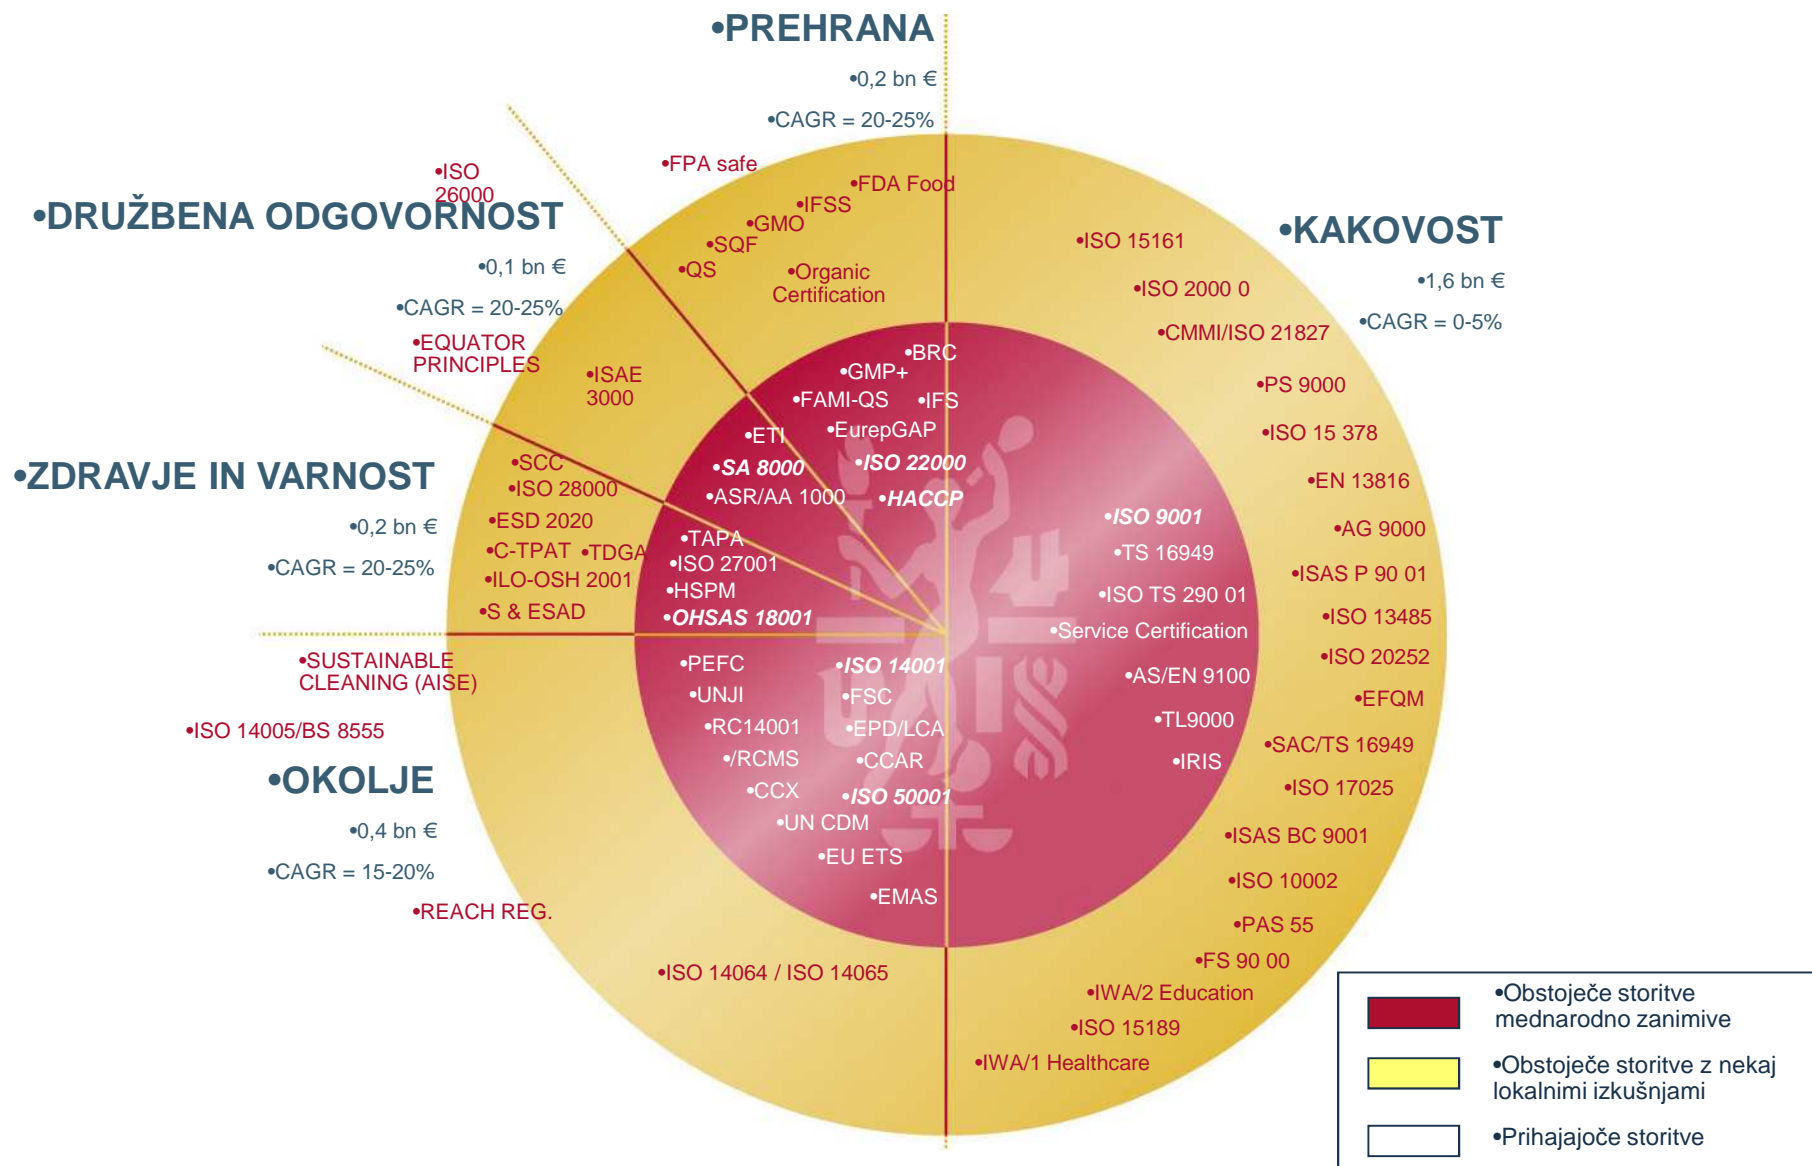 •PREHRANA
•0,2 bn €
•CAGR = 20-25%
•FPA safe
•FDA Food
•IFSS
•GMO
•SQF
•QS
•Organic
Certification
•BRC
•GMP+
•FAMI-QS
•IFS
•EurepGAP
•ISO 22000
•HACCP
•ISO
26000
•DRUŽBENA ODGOVORNOST
•0,1 bn €
•CAGR = 20-25%
•EQUATOR
PRINCIPLES
•ISAE
3000
•ETI
•SA 8000
•ASR/AA 1000
•ZDRAVJE IN VARNOST
•0,2 bn €
•CAGR = 20-25%
•SCC
•ISO 28000
•ESD 2020
•C-TPAT
•TDGA
•ILO-OSH 2001
•S & ESAD
•TAPA
•ISO 27001
•HSPM
•OHSAS 18001
•SUSTAINABLE
CLEANING (AISE)
•ISO 14005/BS 8555
•OKOLJE
•0,4 bn €
•CAGR = 15-20%
•REACH REG.
•ISO 14064 / ISO 14065
•PEFC
•UNJI
•RC14001
•/RCMS
•CCX
•UN CDM
•EU ETS
•EMAS
•ISO 14001
•FSC
•EPD/LCA
•CCAR
•ISO 50001
•KAKOVOST
•1,6 bn €
•CAGR = 0-5%
•ISO 15161
•ISO 2000 0
•CMMI/ISO 21827
•PS 9000
•ISO 15 378
•EN 13816
•AG 9000
•ISAS P 90 01
•ISO 13485
•ISO 20252
•EFQM
•SAC/TS 16949
•ISO 17025
•ISAS BC 9001
•ISO 10002
•PAS 55
•FS 90 00
•IWA/2 Education
•ISO 15189
•IWA/1 Healthcare
•ISO 9001
•TS 16949
•ISO TS 290 01
•Service Certification
•AS/EN 9100
•TL9000
•IRIS
•Obstoječe storitve
mednarodno zanimive
•Obstoječe storitve z nekaj
lokalnimi izkušnjami
•Prihajajoče storitve